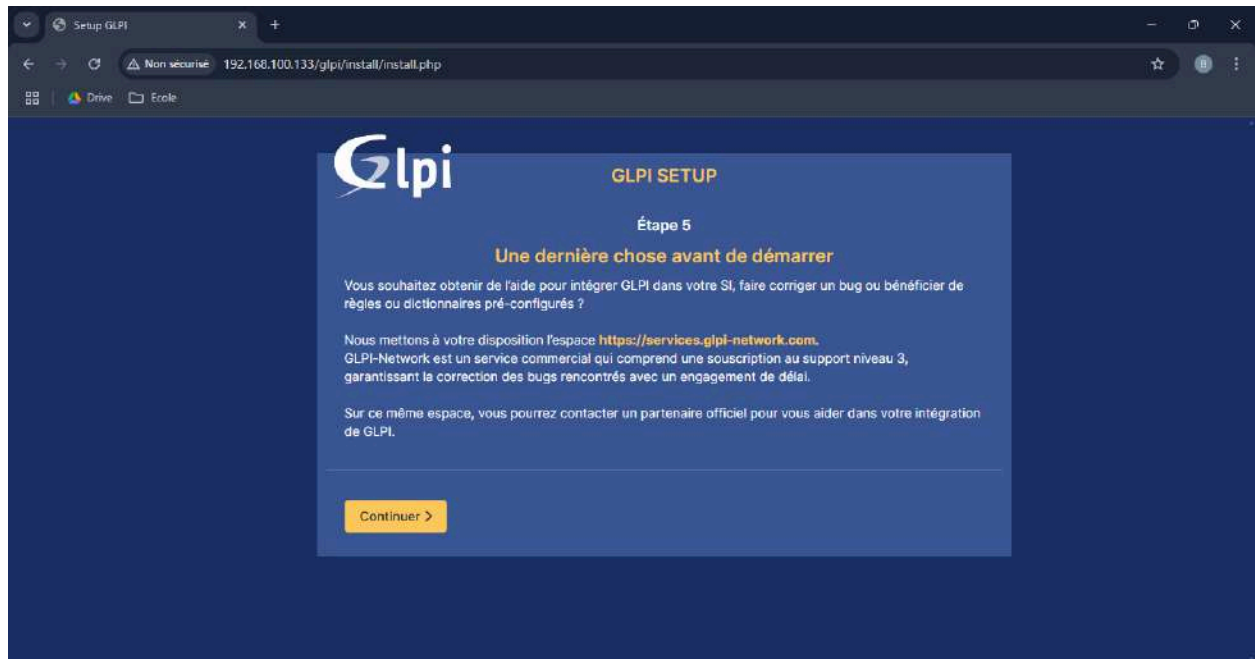 Setup GLPI
Non sécurisé 192.168.100.133/glpi/install/install.php
B
Drive Ecole
Glpi
GLPI SETUP
Étape 5
Une dernière chose avant de démarrer
Vous souhaitez obtenir de l'aide pour intégrer GLPI dans votre SI, faire corriger un bug ou bénéficier de
règles ou dictionnaires pré-configurés ?
Nous mettons à votre disposition l'espace https://services.glpi-network.com.
GLPI-Network est un service commercial qui comprend une souscription au support niveau 3,
garantissant la correction des bugs rencontrés avec un engagement de délai.
Sur ce même espace, vous pourrez contacter un partenaire officiel pour vous aider dans votre intégration
de GLPI.
Continuer >